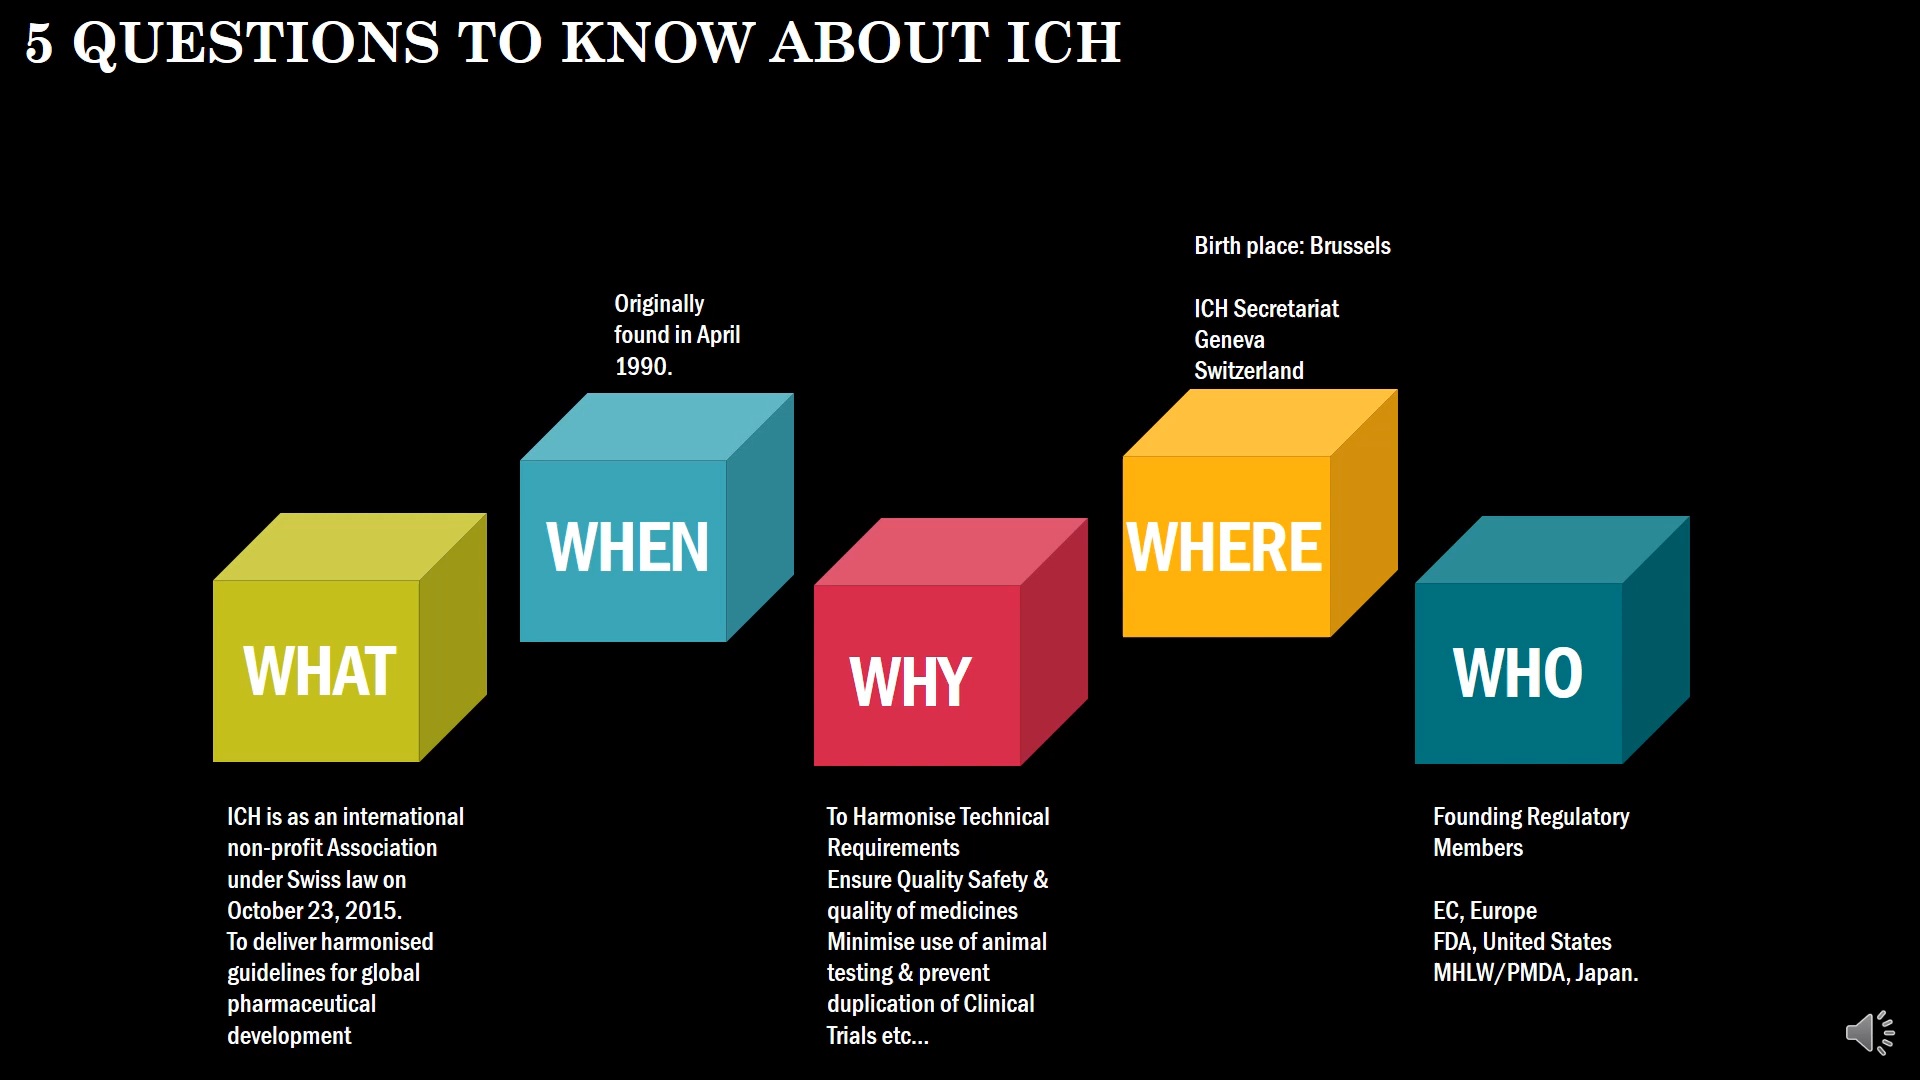 5 QUESTIONS TO KNOW ABOUT ICH
WHAT
ICH is as an international
non-profit Association
under Swiss law on
October 23, 2015.
To deliver harmonised
guidelines for global
pharmaceutical
development
Originally
found in April
1990.
WHEN
WHY
To Harmonise Technical
Requirements
Ensure Quality Safety &
quality of medicines
Minimise use of animal
testing & prevent
duplication of Clinical
Trials etc...
Birth place: Brussels
ICH Secretariat
Geneva
Switzerland
WHERE
WHO
Founding Regulatory
Members
EC, Europe
FDA, United States
MHLW/PMDA, Japan.